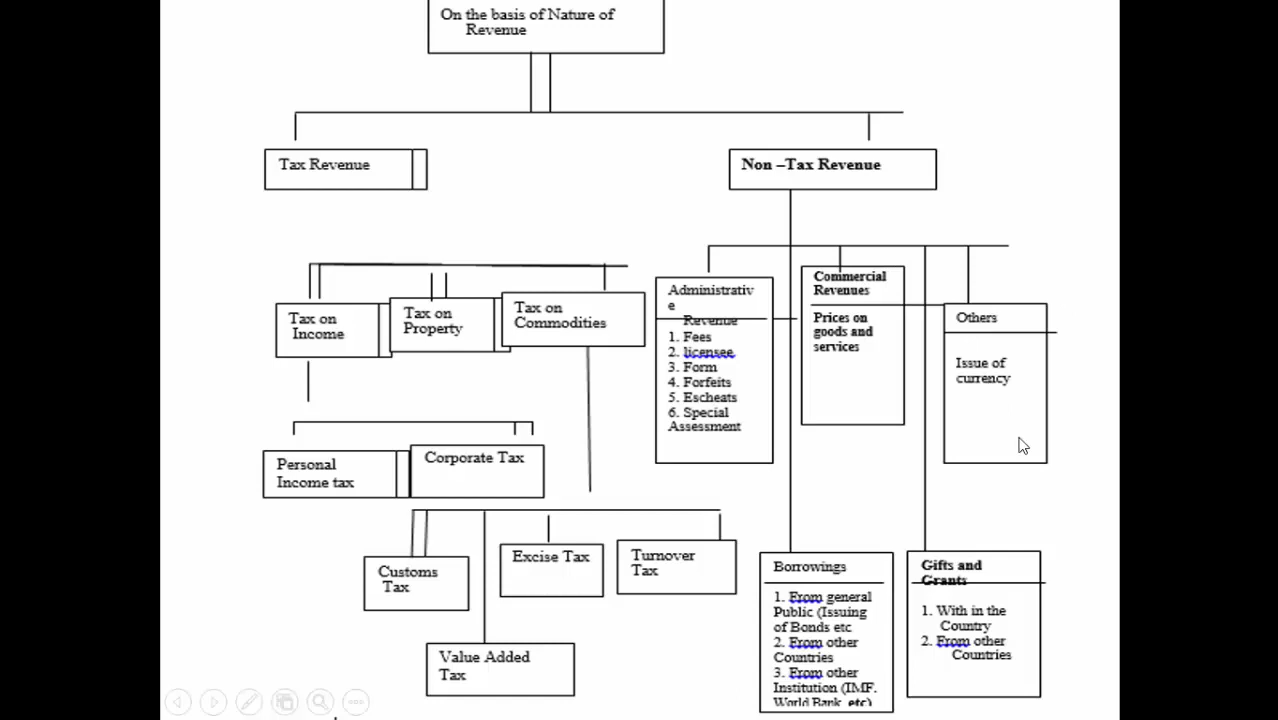 On the basis of Nature of
Revenue
Tax Revenue
Non –Tax Revenue
Tax on
Income
Tax on
Property
Tax on
Commodities
Administrativ
e
Revenue
1. Fees
2. licensee
3. Form
4. Forfeits
5. Escheats
6. Special
Assessment
Commercial
Revenues
Prices on
goods and
services
Others
Issue of
currency
Personal
Income tax
Corporate Tax
Customs
Tax
Excise Tax
Turnover
Tax
Value Added
Tax
Borrowings
1. From general
Public (Issuing
of Bonds etc
2. From other
Countries
3. From other
Institution (IMF.
World Bank, etc)
Gifts and
Grants
1. With in the
Country
2. From other
Countries